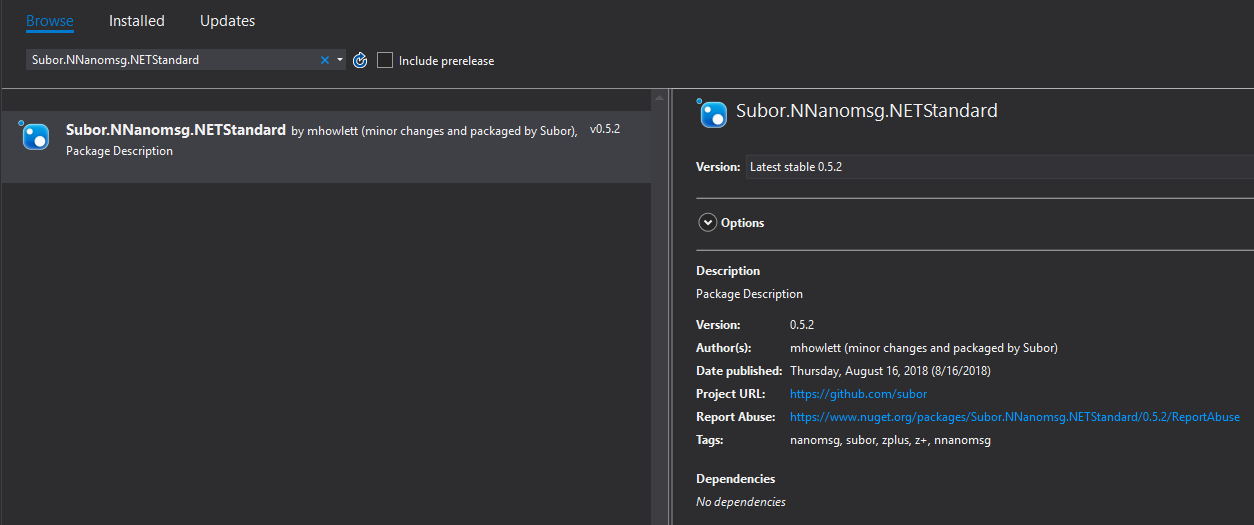 Browse Installed Updates
Subor.NNanomsg.NETStandard Include prerelease
Subor.NNanomsg.NETStandard by mhowlett (minor changes and packaged by Subor), v0.5.2
Package Description
Subor.NNanomsg.NETStandard
Version: Latest stable 0.5.2
Options
Description
Package Description
Version: 0.5.2
Author(s): mhowlett (minor changes and packaged by Subor)
Date published: Thursday, August 16, 2018 (8/16/2018)
Project URL: https://github.com/subor
Report Abuse: https://www.nuget.org/packages/Subor.NNanomsg.NETStandard/0.5.2/ReportAbuse
Tags: nanomsg, subor, zplus, z+, nnanomsg
Dependencies
No dependencies